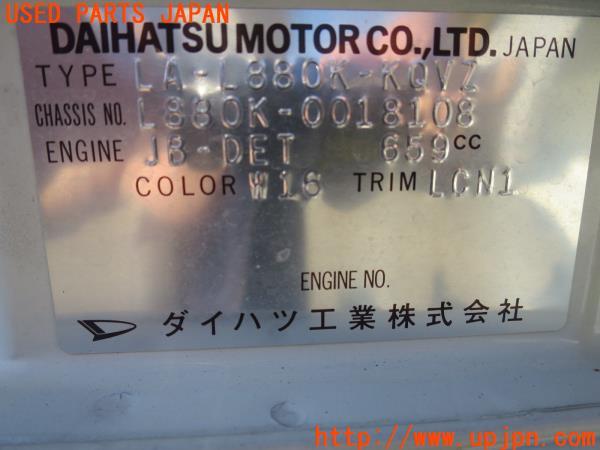 USED PARTS JAPAN
DAIHATSU MOTOR CO.,LTD. JAPAN
TYPE LA-L880K-KQVZ
CHASSIS NO. L880K-0018108
ENGINE JB-DET 659cc
COLOR W16 TRIM LCN1
ENGINE NO.
ダイハツ工業株式会社
http://www.upjpn.com/